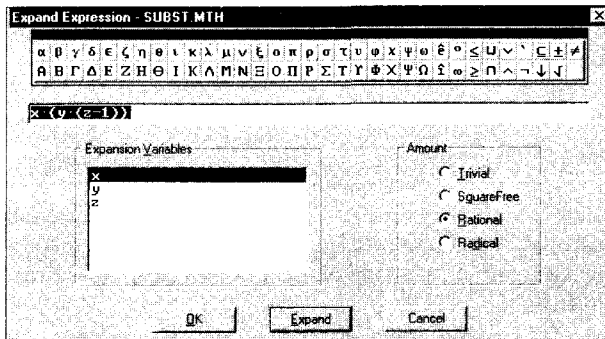 Expand Expression - SUBST.MTH
α β γ δ ε ζ η θ ι κ λ μ ν ξ ο π ρ σ τ υ φ χ ψ ω ê ° ≤ ∪ ∨ ` ⊆ ± ≠
Α Β Γ Δ Ε Ζ Η Θ Ι Κ Λ Μ Ν Ξ Ο Π Ρ Σ Τ Υ Φ Χ Ψ Ω î ∞ ≥ ∩ ∧ ¬ ↓ √
x (y (z-1))
Expansion Variables
x
y
z
Amount
Trivial
SquareFree
Rational
Radical
OK
Expand
Cancel